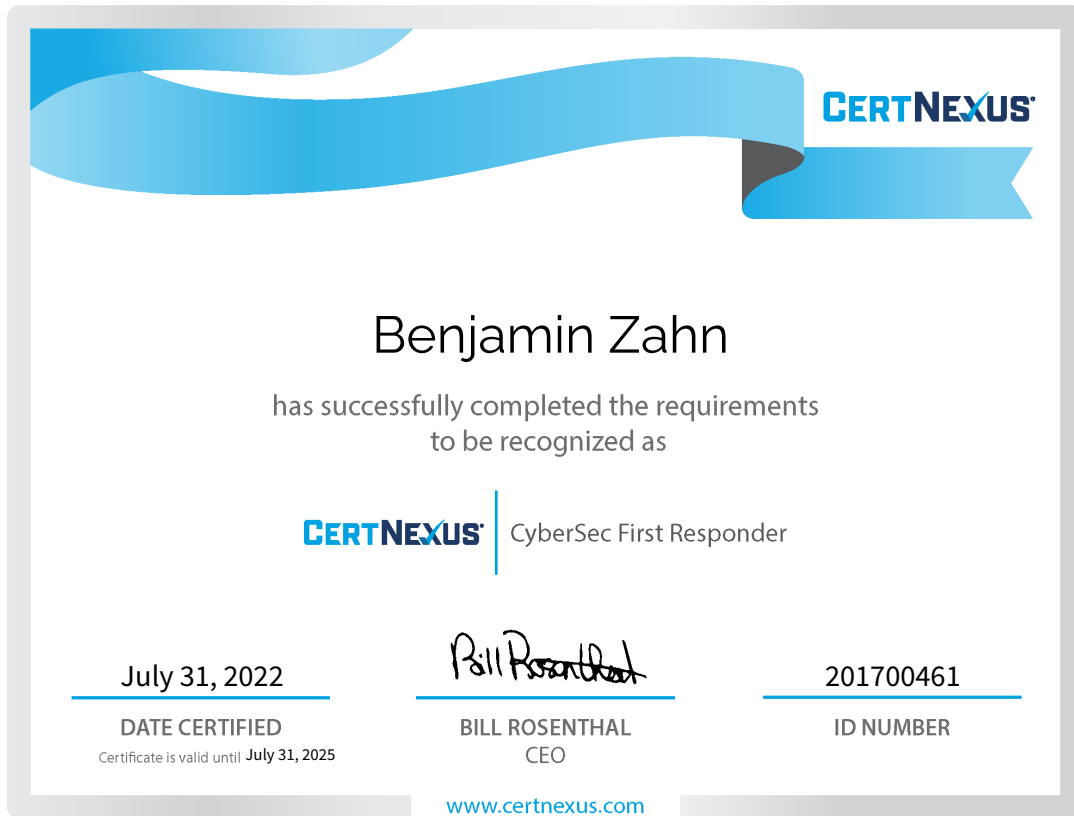 CERTNEXUS®
Benjamin Zahn
has successfully completed the requirements
to be recognized as
CERTNEXUS® CyberSec First Responder
Bill Rosenthal
July 31, 2022 201700461
DATE CERTIFIED BILL ROSENTHAL ID NUMBER
Certificate is valid until July 31, 2025 CEO
www.certnexus.com